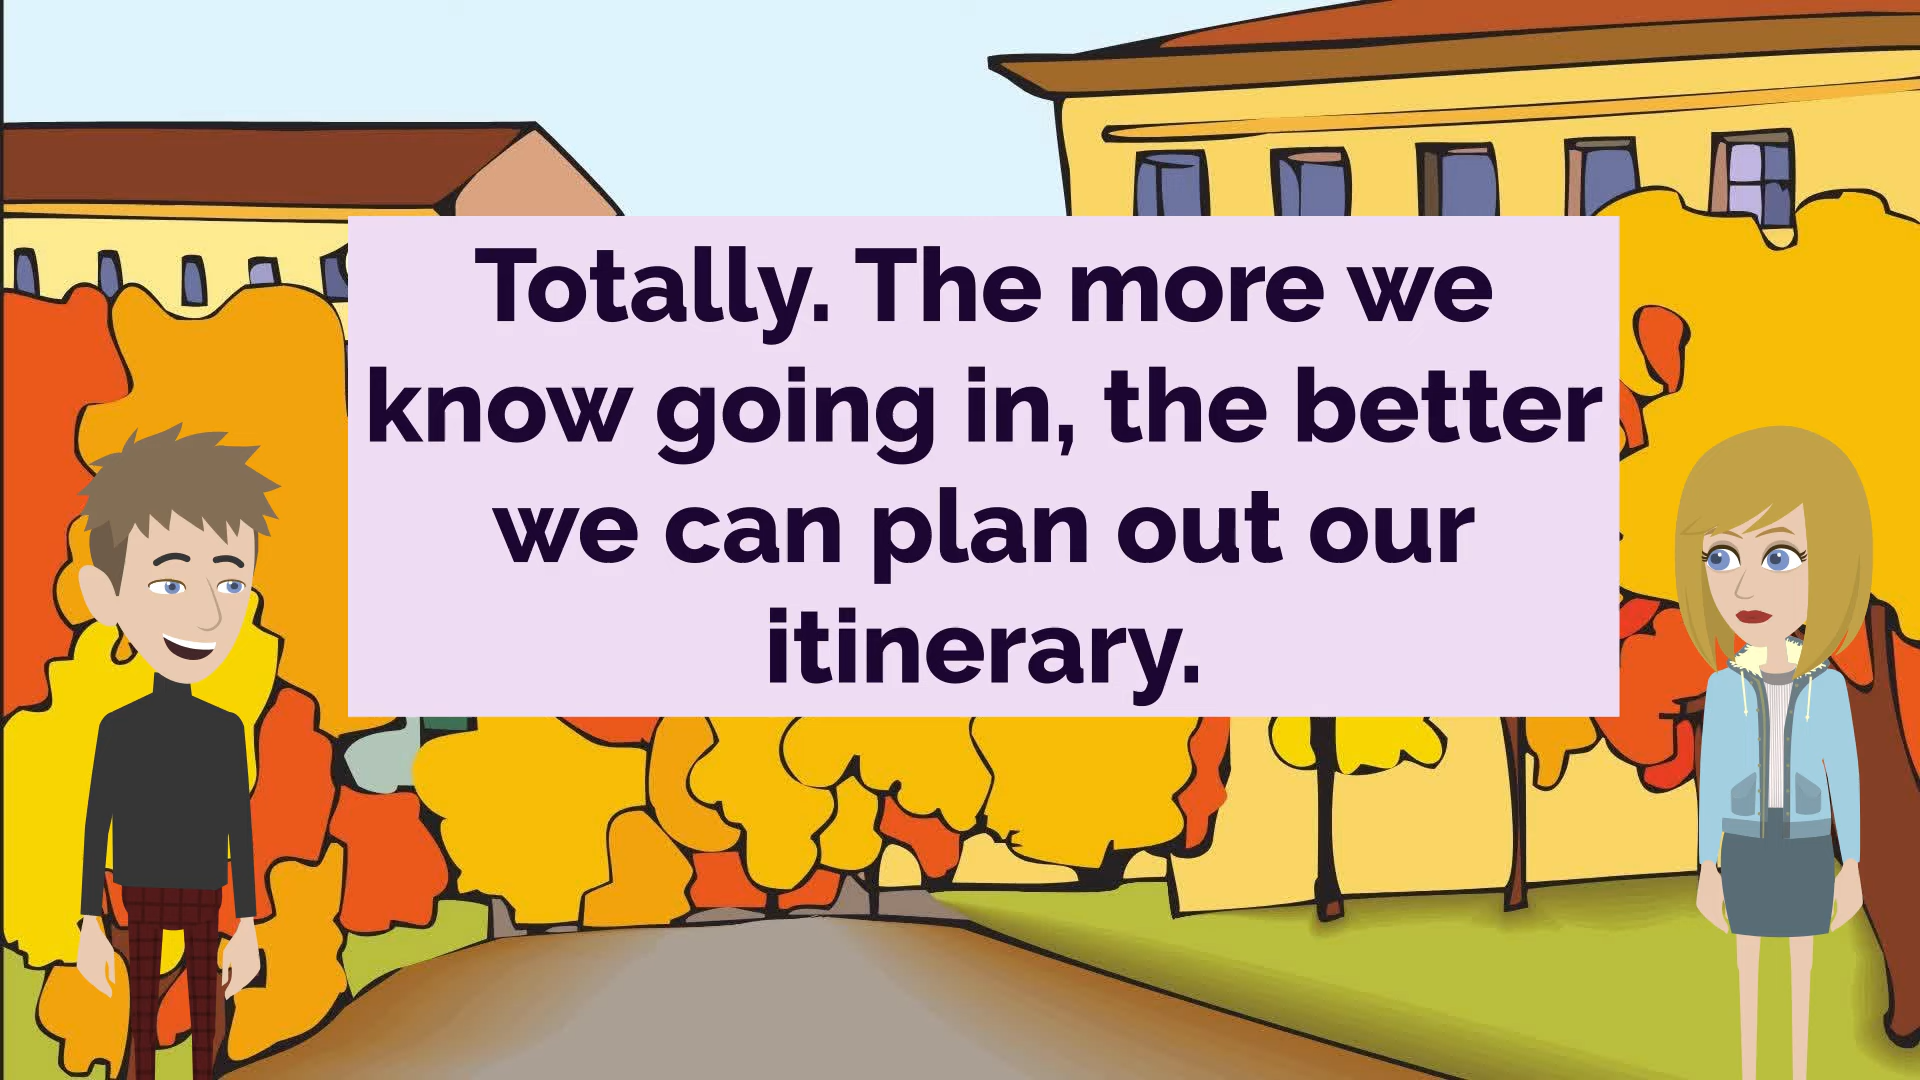 Totally. The more we
know going in, the better
we can plan out our
itinerary.